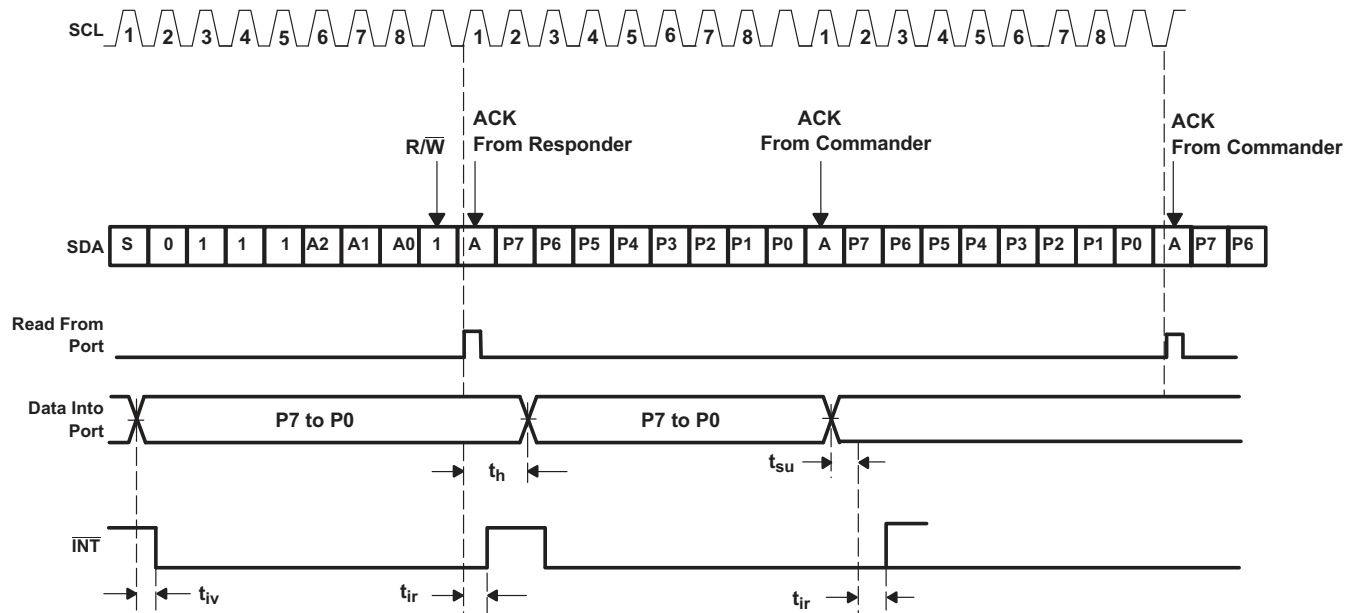 SCL 1 2 3 4 5 6 7 8 1 2 3 4 5 6 7 8 1 2 3 4 5 6 7 8
R/W̅
ACK
From Responder
ACK
From Commander
ACK
From Commander
SDA S 0 1 1 1 A2 A1 A0 1 A P7 P6 P5 P4 P3 P2 P1 P0 A P7 P6 P5 P4 P3 P2 P1 P0 A P7 P6
Read From
Port
Data Into
Port
P7 to P0
P7 to P0
th
tsu
I̅N̅T̅
tiv
tir
tir